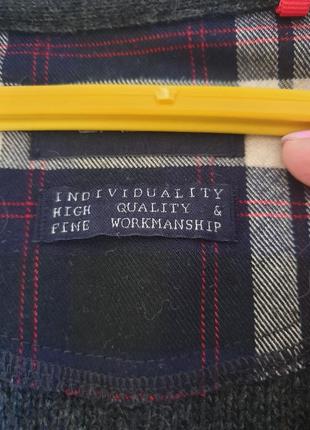 INDIVIDUALITY
HIGH QUALITY &
FINE WORKMANSHIP